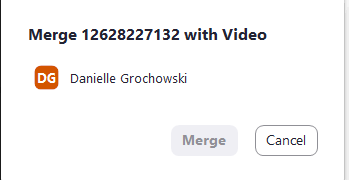 Merge 12628227132 with Video
DG Danielle Grochowski
Merge Cancel